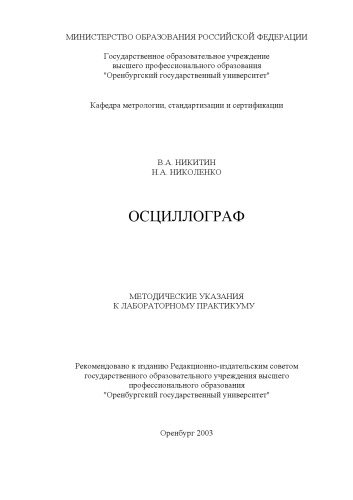 МИНИСТЕРСТВО ОБРАЗОВАНИЯ РОССИЙСКОЙ ФЕДЕРАЦИИ
Государственное образовательное учреждение
высшего профессионального образования
"Оренбургский государственный университет"
Кафедра метрологии, стандартизации и сертификации
В.А. НИКИТИН
Н.А. НИКОЛЕНКО
ОСЦИЛЛОГРАФ
МЕТОДИЧЕСКИЕ УКАЗАНИЯ
К ЛАБОРАТОРНОМУ ПРАКТИКУМУ
Рекомендовано к изданию Редакционно-издательским советом
государственного образовательного учреждения высшего
профессионального образования
"Оренбургский государственный университет"
Оренбург 2003